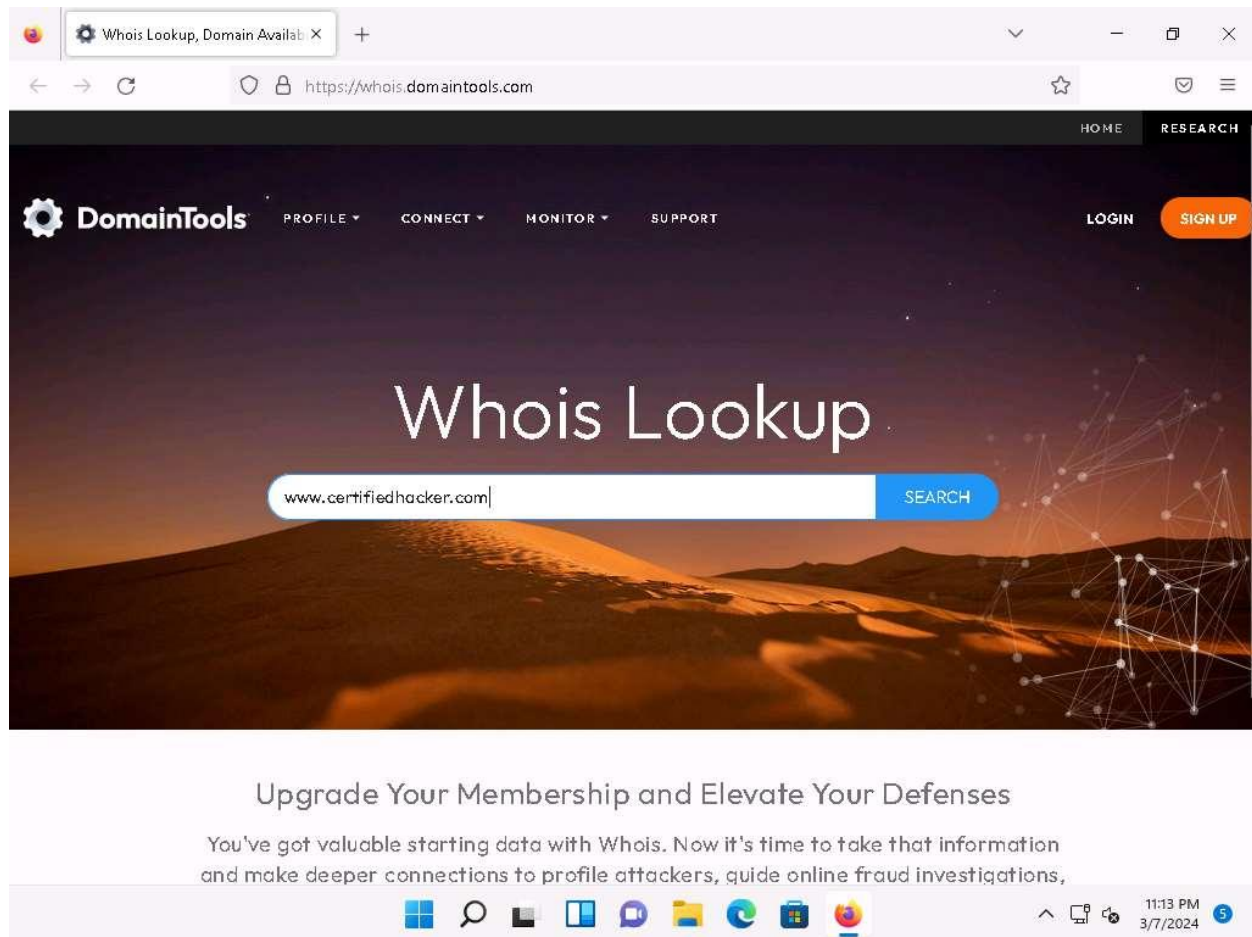 Whois Lookup, Domain Availab
https://whois.domaintools.com
HOME RESEARCH
DomainTools PROFILE CONNECT MONITOR SUPPORT LOGIN SIGN UP
Whois Lookup
www.certifiedhacker.com SEARCH
Upgrade Your Membership and Elevate Your Defenses
You've got valuable starting data with Whois. Now it's time to take that information
and make deeper connections to profile attackers, guide online fraud investigations,
11:13 PM
3/7/2024 5